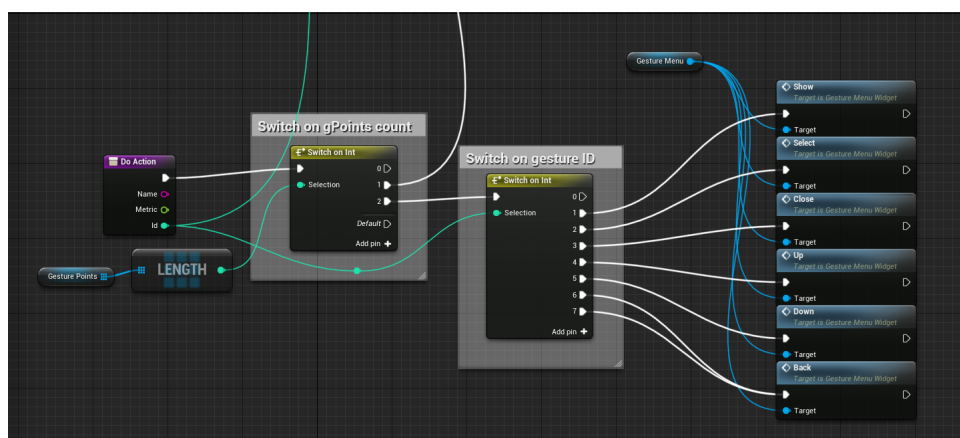 Gesture Menu
Show
Target is Gesture Menu Widget
Target
Select
Target is Gesture Menu Widget
Target
Close
Target is Gesture Menu Widget
Target
Up
Target is Gesture Menu Widget
Target
Down
Target is Gesture Menu Widget
Target
Back
Target is Gesture Menu Widget
Target
Switch on gPoints count
Switch on Int
0
Selection 1
2
Default
Add pin +
Switch on gesture ID
Switch on Int
0
Selection 1
2
3
4
5
6
7
Add pin +
Do Action
Name
Metric
Id
Gesture Points
LENGTH